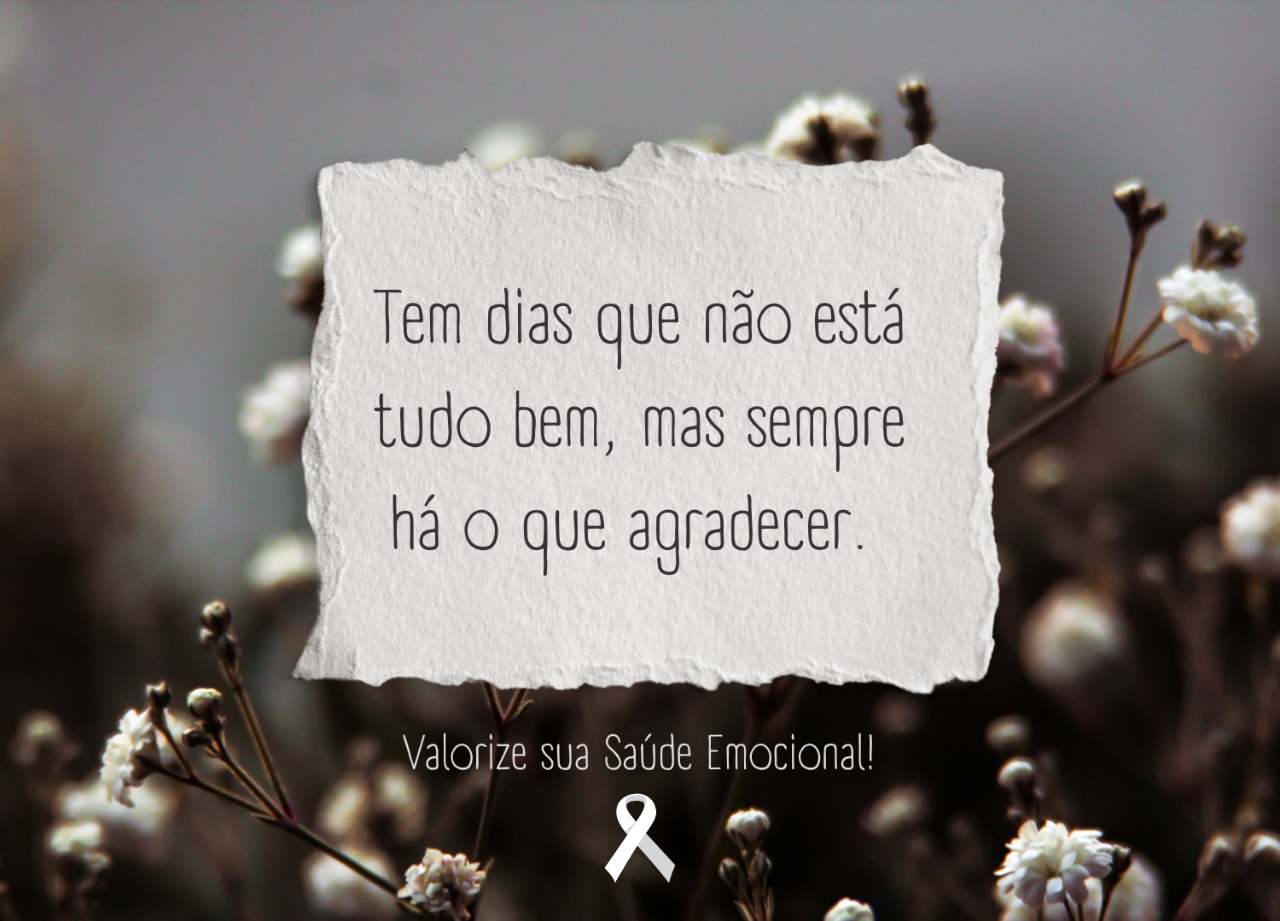 Tem dias que não está
tudo bem, mas sempre
há o que agradecer.
Valorize sua Saúde Emocional!